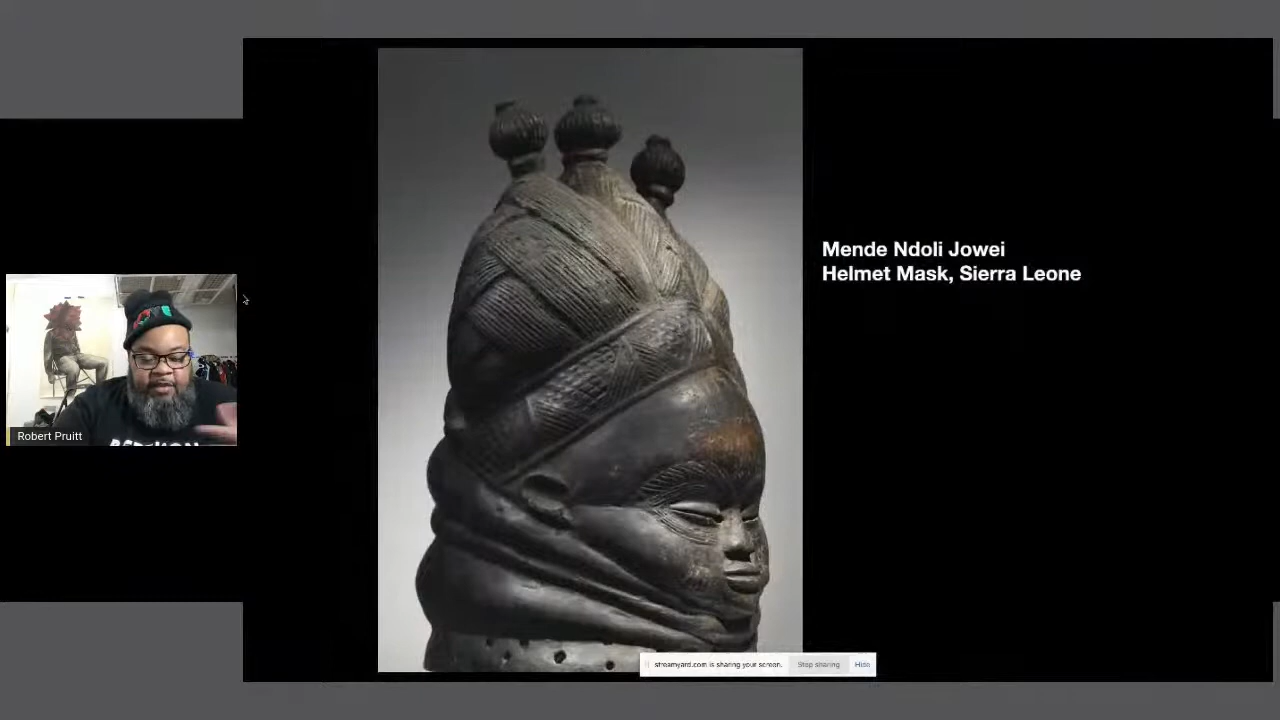 Mende Ndoli Jowei
Helmet Mask, Sierra Leone
Robert Pruitt
streamyard.com is sharing your screen.
Stop sharing
Hide